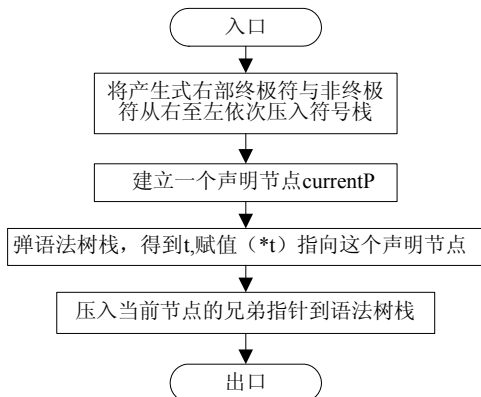 入口
将产生式右部终极符与非终极
符从右至左依次压入符号栈
建立一个声明节点currentP
弹语法树栈，得到t,赋值（*t）指向这个声明节点
压入当前节点的兄弟指针到语法树栈
出口